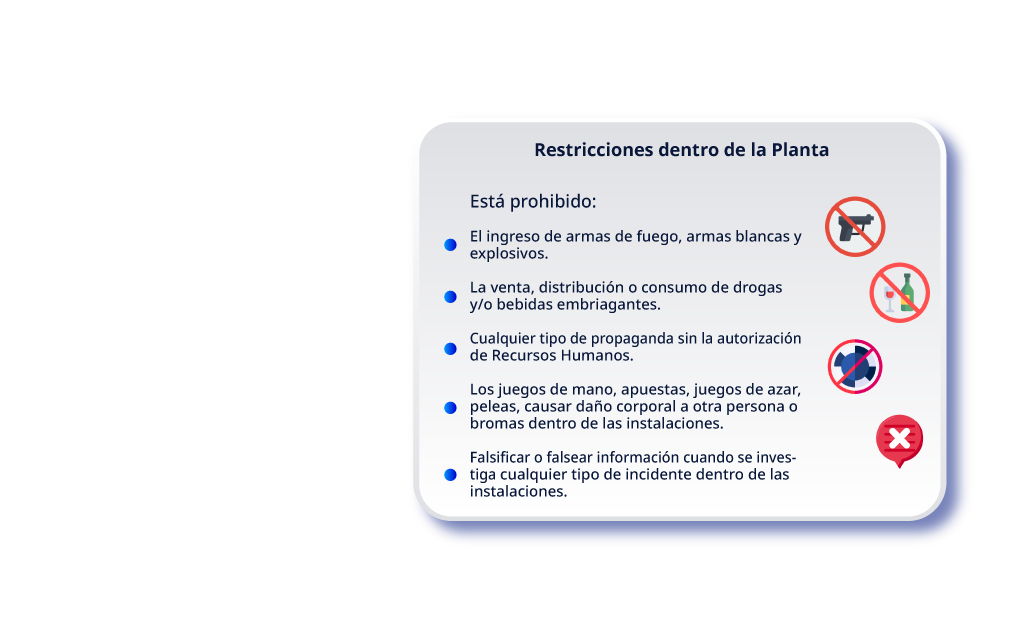 Restricciones dentro de la Planta
Está prohibido:
El ingreso de armas de fuego, armas blancas y
explosivos.
La venta, distribución o consumo de drogas
y/o bebidas embriagantes.
Cualquier tipo de propaganda sin la autorización
de Recursos Humanos.
Los juegos de mano, apuestas, juegos de azar,
peleas, causar daño corporal a otra persona o
bromas dentro de las instalaciones.
Falsificar o falsear información cuando se inves-
tiga cualquier tipo de incidente dentro de las
instalaciones.